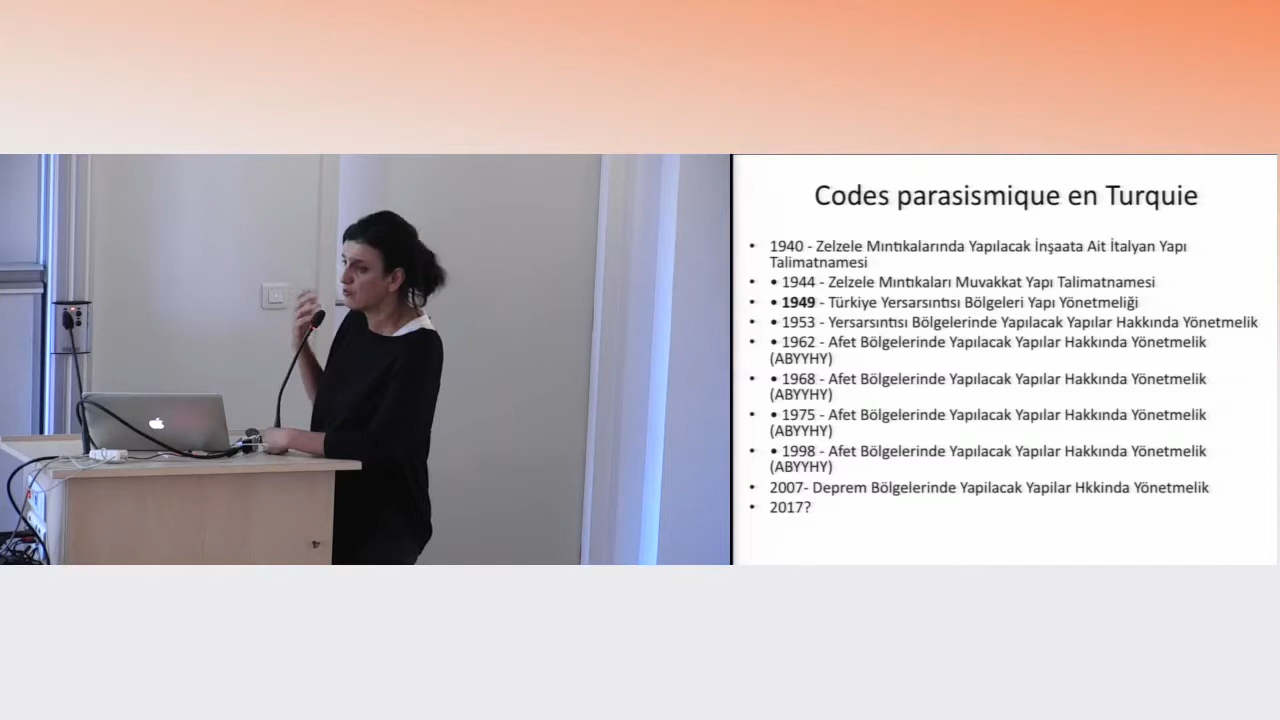 Codes parasismique en Turquie
• 1940 - Zelzele Mıntıkalarında Yapılacak İnşaata Ait İtalyan Yapı
Talimatnamesi
• • 1944 - Zelzele Mıntıkaları Muvakkat Yapı Talimatnamesi
• • 1949 - Türkiye Yersarsıntısı Bölgeleri Yapı Yönetmeliği
• • 1953 - Yersarsıntısı Bölgelerinde Yapılacak Yapılar Hakkında Yönetmelik
• • 1962 - Afet Bölgelerinde Yapılacak Yapılar Hakkında Yönetmelik
(ABYYHY)
• • 1968 - Afet Bölgelerinde Yapılacak Yapılar Hakkında Yönetmelik
(ABYYHY)
• • 1975 - Afet Bölgelerinde Yapılacak Yapılar Hakkında Yönetmelik
(ABYYHY)
• • 1998 - Afet Bölgelerinde Yapılacak Yapılar Hakkında Yönetmelik
(ABYYHY)
• 2007- Deprem Bölgelerinde Yapilacak Yapilar Hkkinda Yönetmelik
• 2017?